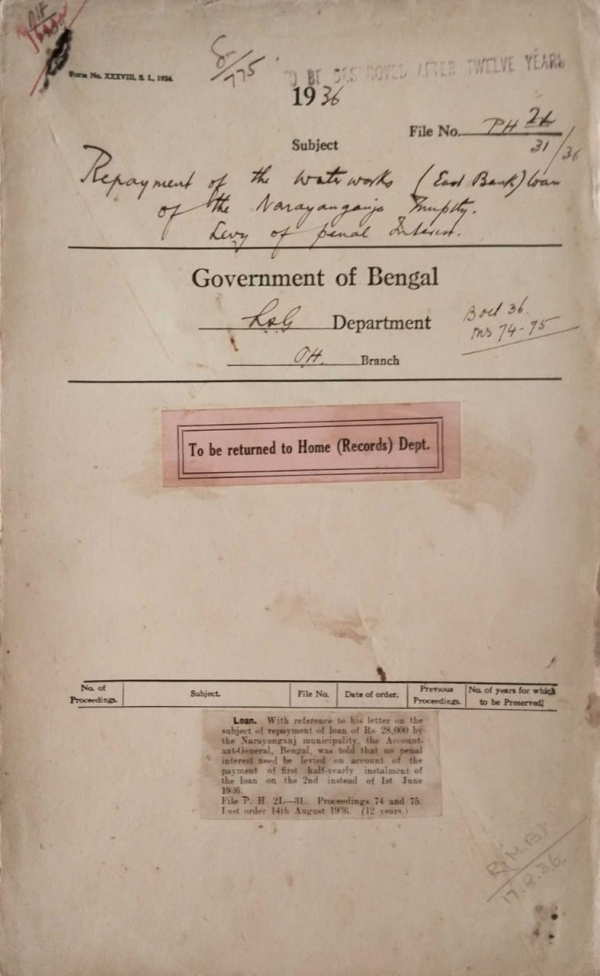 Form No. XXXVIII, S. I., 1934.
775
TO BE DESTROYED AFTER TWELVE YEARS
1936
File No. PH 2L/31/36
Subject
Repayment of the Waterworks (East Bank) loan
of the Narayanganja Muplty.
Levy of penal Interest.
Government of Bengal
LSG Department
PH. Branch
36.
74-75
To be returned to Home (Records) Dept.
No. of Proceedings. Subject. File No. Date of order. Previous Proceedings. No. of years for which to be Preserved.
Loan. With reference to his letter on the
subject of repayment of loan of Rs 28,000 by
the Narayanganj municipality, the Account-
ant-General, Bengal, was told that no penal
interest need be levied on account of the
payment of first half-yearly instalment of
the loan on the 2nd instead of 1st June
1936.
File P. H. 2L—31. Proceedings 74 and 75.
Last order 14th August 1936. (12 years.)
17.8.36.